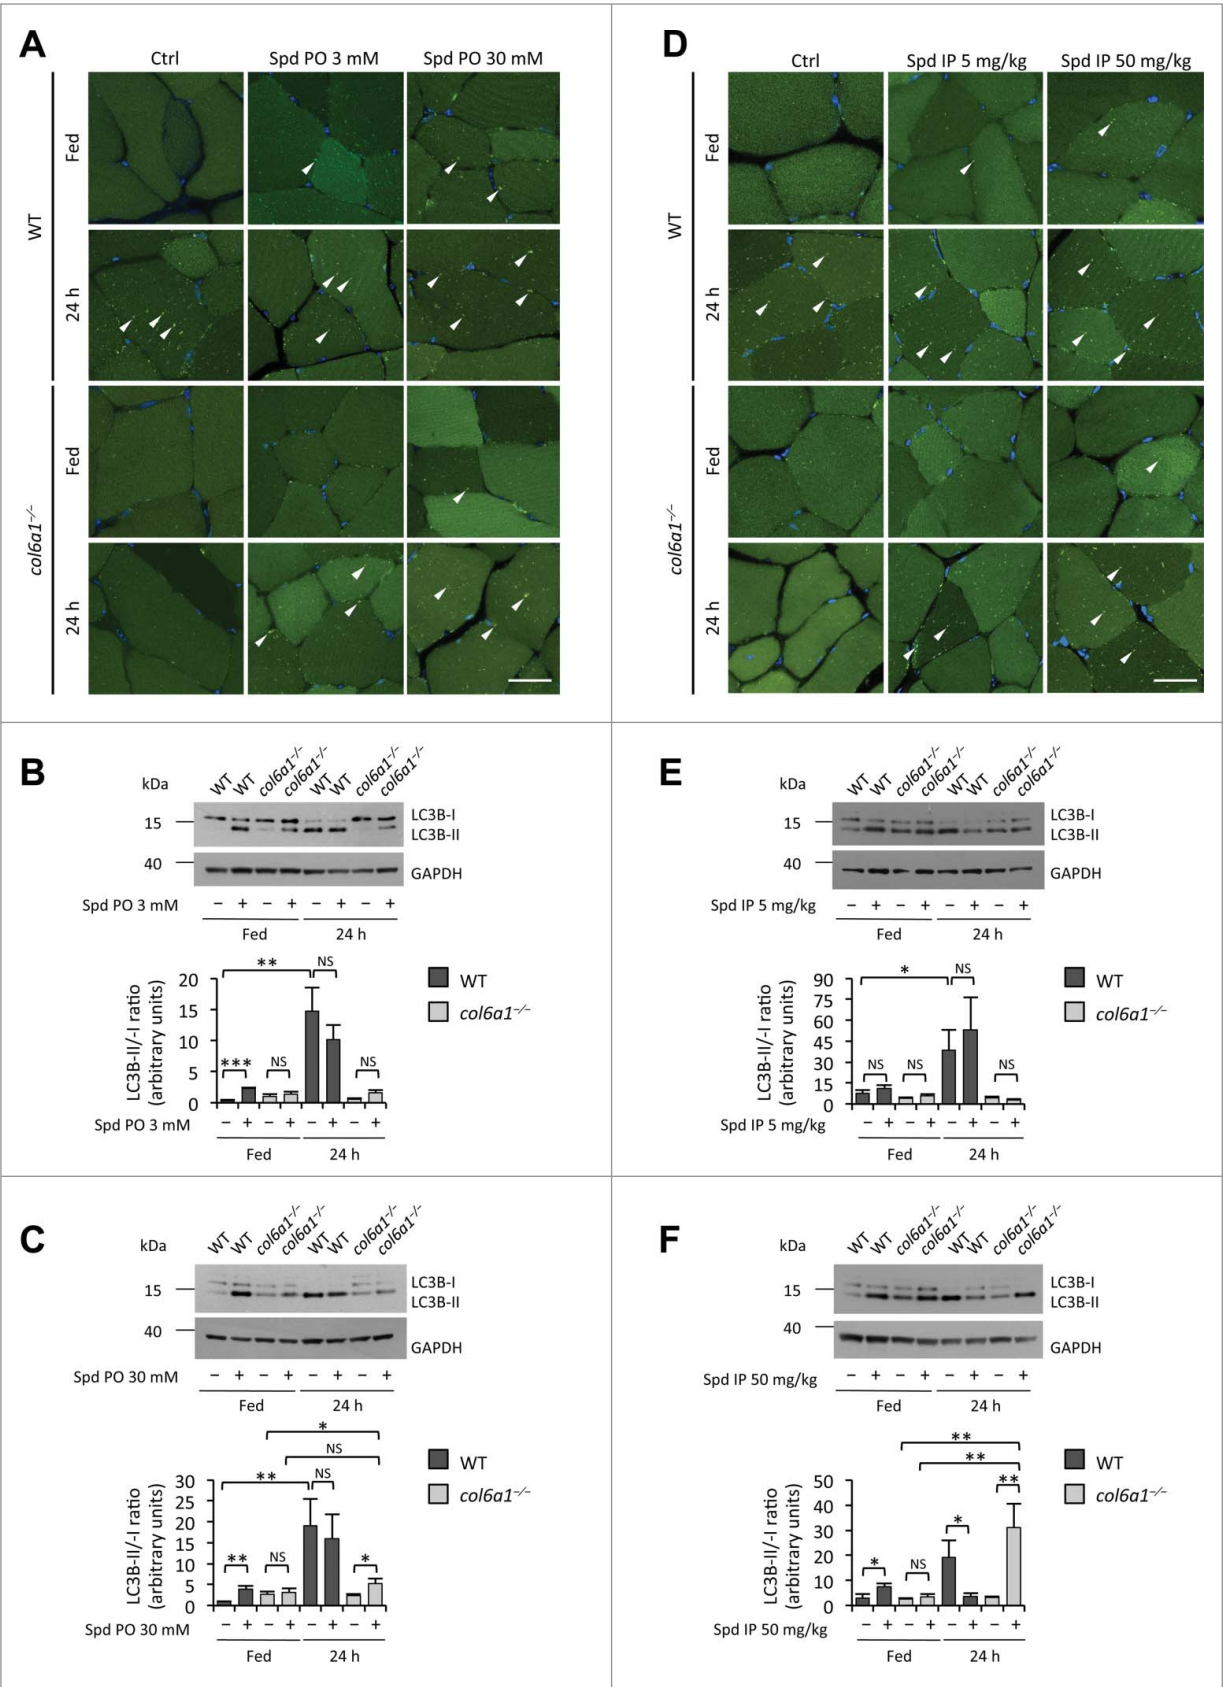 A
Ctrl
Spd PO 3 mM
Spd PO 30 mM
WT
Fed
24 h
col6a1−/−
Fed
24 h
D
Ctrl
Spd IP 5 mg/kg
Spd IP 50 mg/kg
WT
Fed
24 h
col6a1−/−
Fed
24 h
B
kDa
WT WT col6a1−/− col6a1−/− WT WT col6a1−/− col6a1−/−
15
LC3B-I
LC3B-II
40
GAPDH
Spd PO 3 mM − + − + − + − +
Fed 24 h
** NS
*** NS NS
LC3B-II/-I ratio
(arbitrary units)
20
15
10
5
0
WT
col6a1−/−
Spd PO 3 mM − + − + − + − +
Fed 24 h
E
kDa
WT WT col6a1−/− col6a1−/− WT WT col6a1−/− col6a1−/−
15
LC3B-I
LC3B-II
40
GAPDH
Spd IP 5 mg/kg − + − + − + − +
Fed 24 h
* NS
NS NS NS
LC3B-II/-I ratio
(arbitrary units)
90
75
60
45
30
15
0
WT
col6a1−/−
Spd IP 5 mg/kg − + − + − + − +
Fed 24 h
C
kDa
WT WT col6a1−/− col6a1−/− WT WT col6a1−/− col6a1−/−
15
LC3B-I
LC3B-II
40
GAPDH
Spd PO 30 mM − + − + − + − +
Fed 24 h
*
NS
** NS
** NS *
LC3B-II/-I ratio
(arbitrary units)
30
25
20
15
10
5
0
WT
col6a1−/−
Spd PO 30 mM − + − + − + − +
Fed 24 h
F
kDa
WT WT col6a1−/− col6a1−/− WT WT col6a1−/− col6a1−/−
15
LC3B-I
LC3B-II
40
GAPDH
Spd IP 50 mg/kg − + − + − + − +
Fed 24 h
**
**
**
* NS *
LC3B-II/-I ratio
(arbitrary units)
50
40
30
20
10
0
WT
col6a1−/−
Spd IP 50 mg/kg − + − + − + − +
Fed 24 h